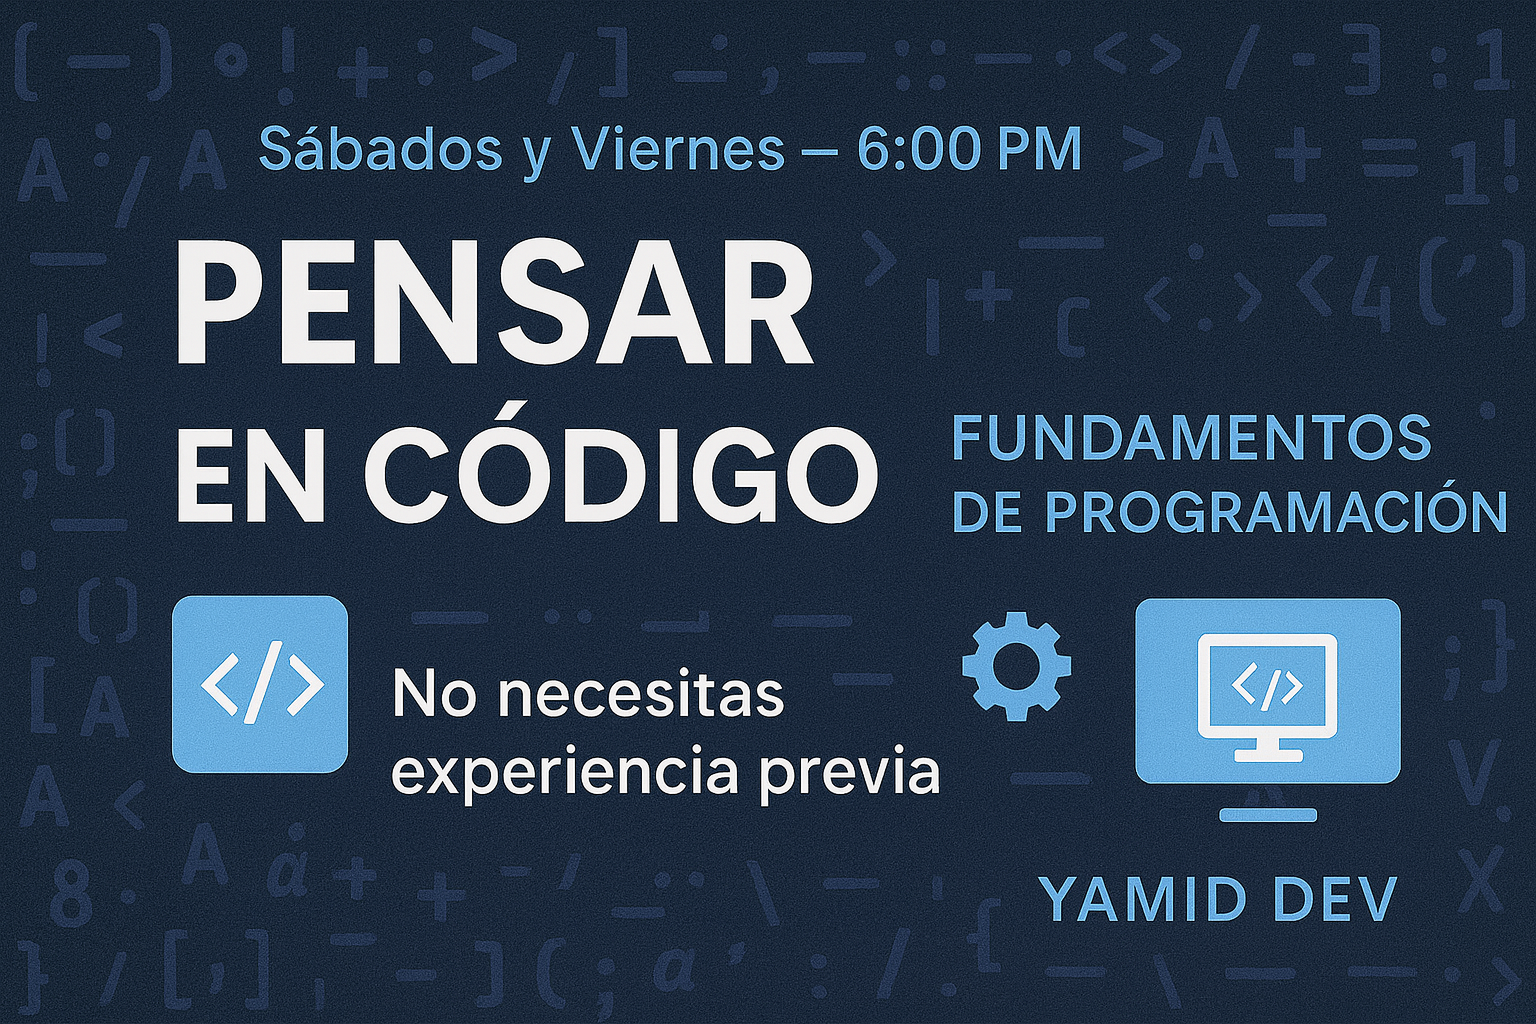 Sábados y Viernes – 6:00 PM
PENSAR
EN CÓDIGO
FUNDAMENTOS
DE PROGRAMACIÓN
</>
No necesitas
experiencia previa
</>
YAMID DEV